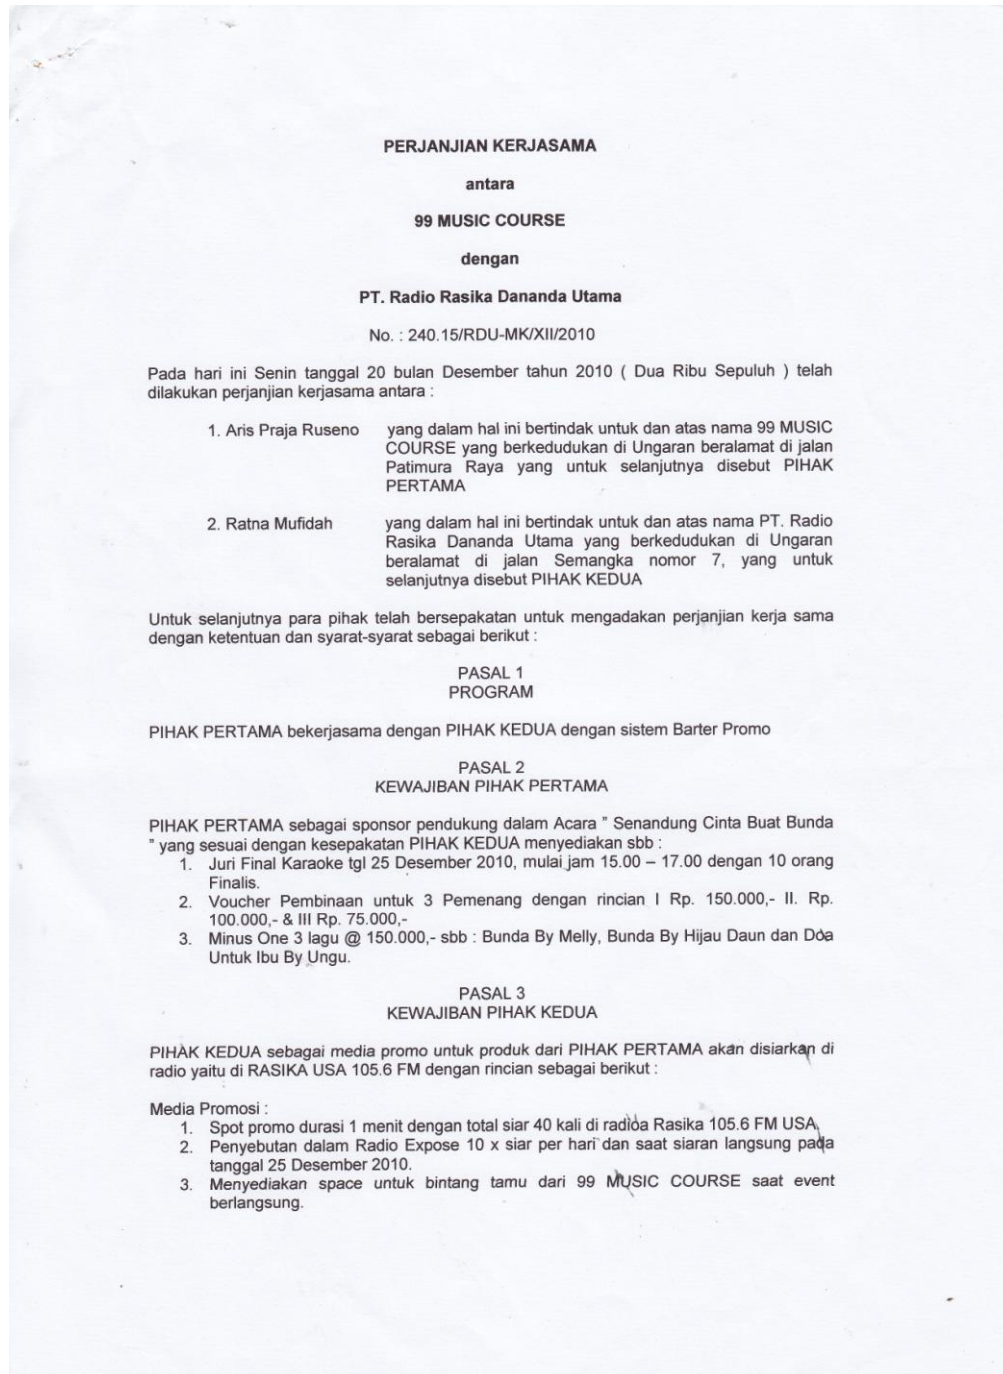 PERJANJIAN KERJASAMA
antara
99 MUSIC COURSE
dengan
PT. Radio Rasika Dananda Utama
No. : 240.15/RDU-MK/XII/2010
Pada hari ini Senin tanggal 20 bulan Desember tahun 2010 ( Dua Ribu Sepuluh ) telah
dilakukan perjanjian kerjasama antara :
1. Aris Praja Ruseno yang dalam hal ini bertindak untuk dan atas nama 99 MUSIC
COURSE yang berkedudukan di Ungaran beralamat di jalan
Patimura Raya yang untuk selanjutnya disebut PIHAK
PERTAMA
2. Ratna Mufidah yang dalam hal ini bertindak untuk dan atas nama PT. Radio
Rasika Dananda Utama yang berkedudukan di Ungaran
beralamat di jalan Semangka nomor 7, yang untuk
selanjutnya disebut PIHAK KEDUA
Untuk selanjutnya para pihak telah bersepakatan untuk mengadakan perjanjian kerja sama
dengan ketentuan dan syarat-syarat sebagai berikut :
PASAL 1
PROGRAM
PIHAK PERTAMA bekerjasama dengan PIHAK KEDUA dengan sistem Barter Promo
PASAL 2
KEWAJIBAN PIHAK PERTAMA
PIHAK PERTAMA sebagai sponsor pendukung dalam Acara " Senandung Cinta Buat Bunda
" yang sesuai dengan kesepakatan PIHAK KEDUA menyediakan sbb :
1. Juri Final Karaoke tgl 25 Desember 2010, mulai jam 15.00 – 17.00 dengan 10 orang
Finalis.
2. Voucher Pembinaan untuk 3 Pemenang dengan rincian I Rp. 150.000,- II. Rp.
100.000,- & III Rp. 75.000,-
3. Minus One 3 lagu @ 150.000,- sbb : Bunda By Melly, Bunda By Hijau Daun dan Doa
Untuk Ibu By Ungu.
PASAL 3
KEWAJIBAN PIHAK KEDUA
PIHAK KEDUA sebagai media promo untuk produk dari PIHAK PERTAMA akan disiarkan di
radio yaitu di RASIKA USA 105.6 FM dengan rincian sebagai berikut :
Media Promosi :
1. Spot promo durasi 1 menit dengan total siar 40 kali di radioa Rasika 105.6 FM USA.
2. Penyebutan dalam Radio Expose 10 x siar per hari dan saat siaran langsung pada
tanggal 25 Desember 2010.
3. Menyediakan space untuk bintang tamu dari 99 MUSIC COURSE saat event
berlangsung.